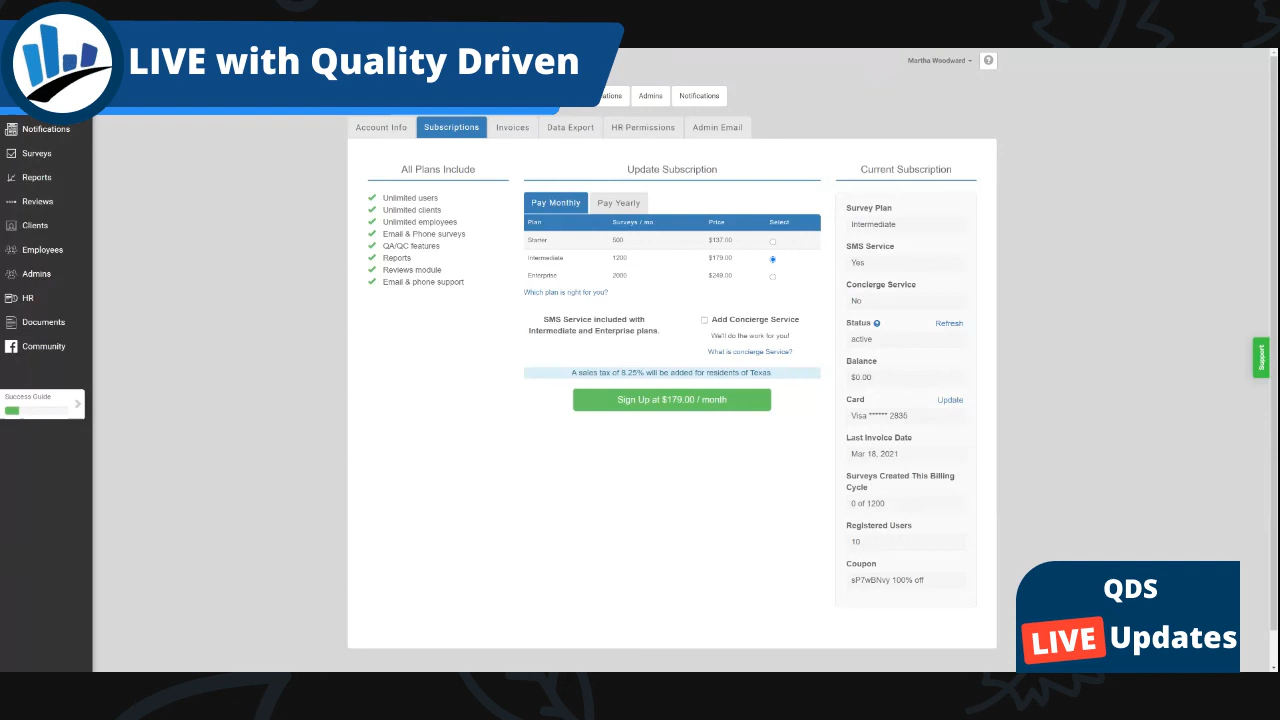 LIVE with Quality Driven
Martha Woodward
?
ations
Admins
Notifications
Notifications
Surveys
Reports
Reviews
Clients
Employees
Admins
HR
Documents
Community
Success Guide
Account Info
Subscriptions
Invoices
Data Export
HR Permissions
Admin Email
All Plans Include
Unlimited users
Unlimited clients
Unlimited employees
Email & Phone surveys
QA/QC features
Reports
Reviews module
Email & phone support
Update Subscription
Pay Monthly
Pay Yearly
Plan Surveys / mo Price Select
Starter 500 $137.00
Intermediate 1200 $179.00
Enterprise 2000 $249.00
Which plan is right for you?
SMS Service included with
Intermediate and Enterprise plans.
Add Concierge Service
We'll do the work for you!
What is concierge Service?
A sales tax of 8.25% will be added for residents of Texas.
Sign Up at $179.00 / month
Current Subscription
Survey Plan
Intermediate
SMS Service
Yes
Concierge Service
No
Status ? Refresh
active
Balance
$0.00
Card Update
Visa ****** 2835
Last Invoice Date
Mar 18, 2021
Surveys Created This Billing
Cycle
0 of 1200
Registered Users
10
Coupon
sP7wBNvy 100% off
Support
QDS
LIVE Updates